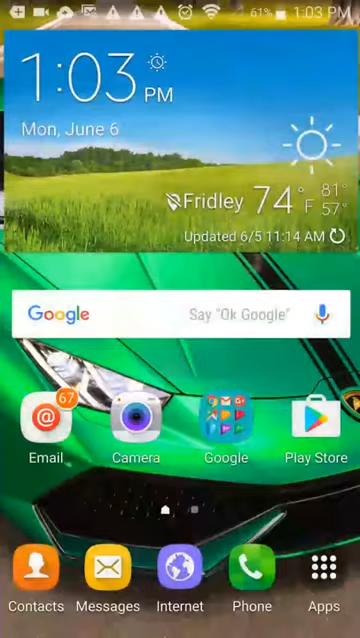 61% 1:03 PM
1:03 PM
Mon, June 6
Fridley 74°F 81° 57°
Updated 6/5 11:14 AM
Google Say "Ok Google"
67
Email Camera Google Play Store
Contacts Messages Internet Phone Apps